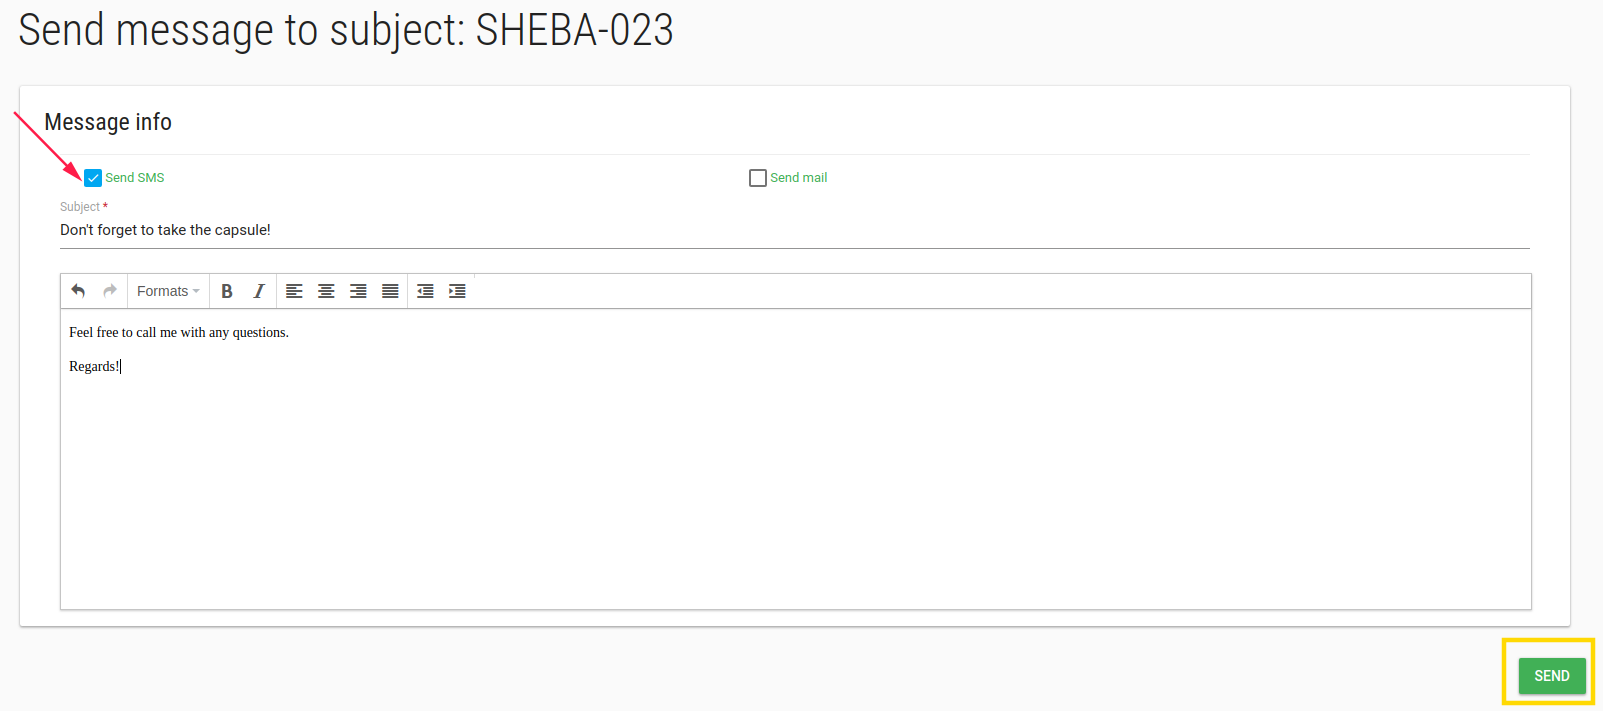 Send message to subject: SHEBA-023
Message info
Send SMS
Send mail
Subject *
Don't forget to take the capsule!
Formats
B I
Feel free to call me with any questions.
Regards!
SEND